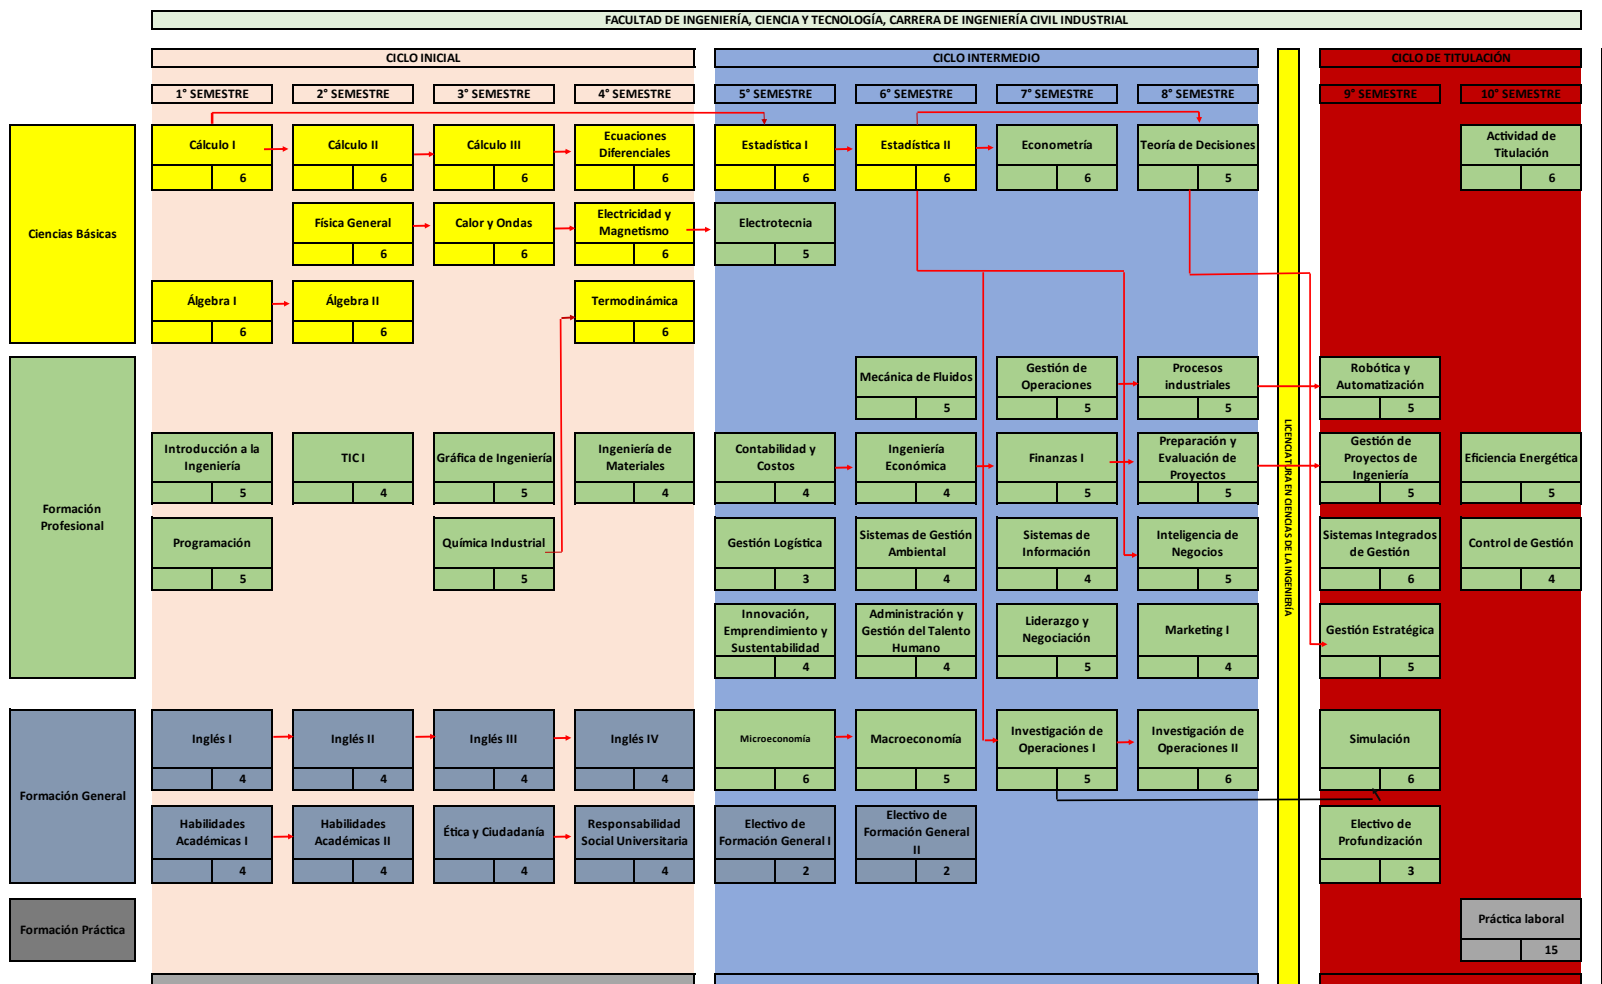 FACULTAD DE INGENIERÍA, CIENCIA Y TECNOLOGÍA, CARRERA DE INGENIERÍA CIVIL INDUSTRIAL
CICLO INICIAL
CICLO INTERMEDIO
CICLO DE TITULACIÓN
1° SEMESTRE
2° SEMESTRE
3° SEMESTRE
4° SEMESTRE
5° SEMESTRE
6° SEMESTRE
7° SEMESTRE
8° SEMESTRE
9° SEMESTRE
10° SEMESTRE
Ciencias Básicas
Cálculo I
6
Cálculo II
6
Cálculo III
6
Ecuaciones
Diferenciales
6
Estadística I
6
Estadística II
6
Econometría
6
Teoría de Decisiones
5
Actividad de
Titulación
6
Física General
6
Calor y Ondas
6
Electricidad y
Magnetismo
6
Electrotecnia
5
Álgebra I
6
Álgebra II
6
Termodinámica
6
Formación
Profesional
Mecánica de Fluidos
5
Gestión de
Operaciones
5
Procesos
industriales
5
Robótica y
Automatización
5
Introducción a la
Ingeniería
5
TIC I
4
Gráfica de Ingeniería
5
Ingeniería de
Materiales
4
Contabilidad y
Costos
4
Ingeniería
Económica
4
Finanzas I
5
Preparación y
Evaluación de
Proyectos
5
LICENCIATURA EN CIENCIAS DE LA INGENIERÍA
Gestión de
Proyectos de
Ingeniería
5
Eficiencia Energética
5
Programación
5
Química Industrial
5
Gestión Logística
3
Sistemas de Gestión
Ambiental
4
Sistemas de
Información
4
Inteligencia de
Negocios
5
Sistemas Integrados
de Gestión
6
Control de Gestión
4
Innovación,
Emprendimiento y
Sustentabilidad
4
Administración y
Gestión del Talento
Humano
4
Liderazgo y
Negociación
5
Marketing I
4
Gestión Estratégica
5
Formación General
Inglés I
4
Inglés II
4
Inglés III
4
Inglés IV
4
Microeconomía
6
Macroeconomía
5
Investigación de
Operaciones I
5
Investigación de
Operaciones II
6
Simulación
6
Habilidades
Académicas I
4
Habilidades
Académicas II
4
Ética y Ciudadanía
4
Responsabilidad
Social Universitaria
4
Electivo de
Formación General I
2
Electivo de
Formación General
II
2
Electivo de
Profundización
3
Formación Práctica
Práctica laboral
15